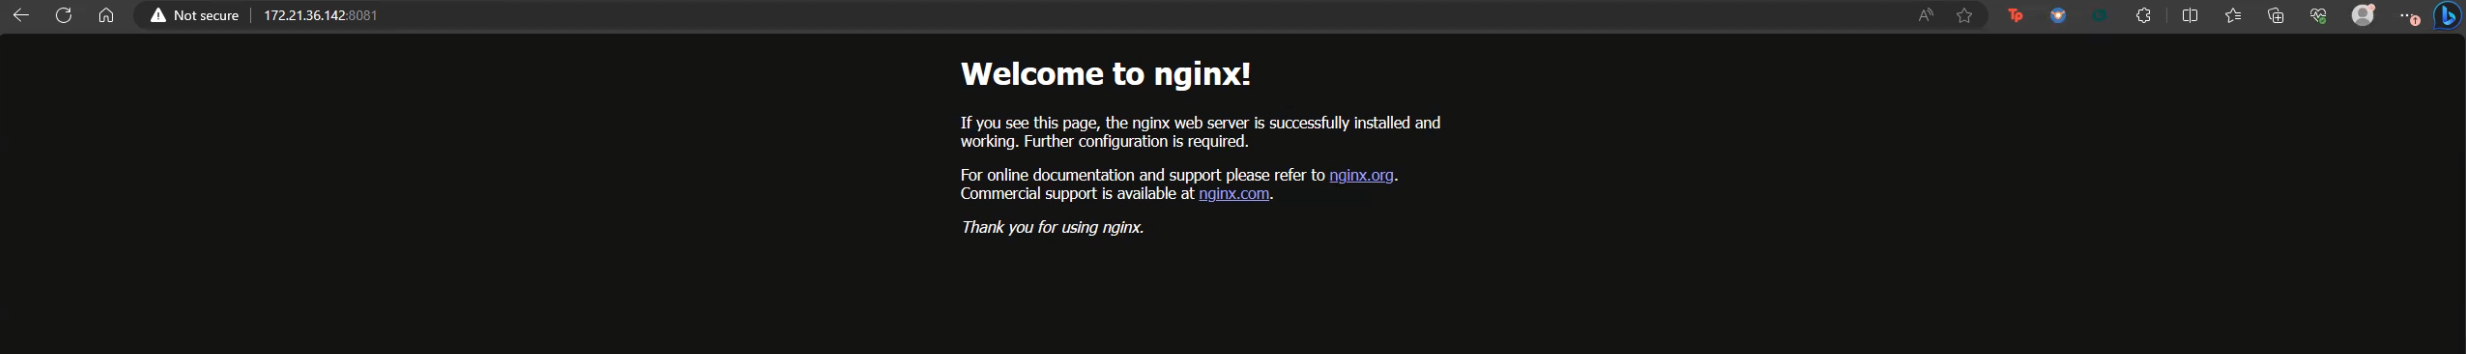 Not secure 172.21.36.142:8081
Welcome to nginx!
If you see this page, the nginx web server is successfully installed and
working. Further configuration is required.
For online documentation and support please refer to nginx.org.
Commercial support is available at nginx.com.
Thank you for using nginx.